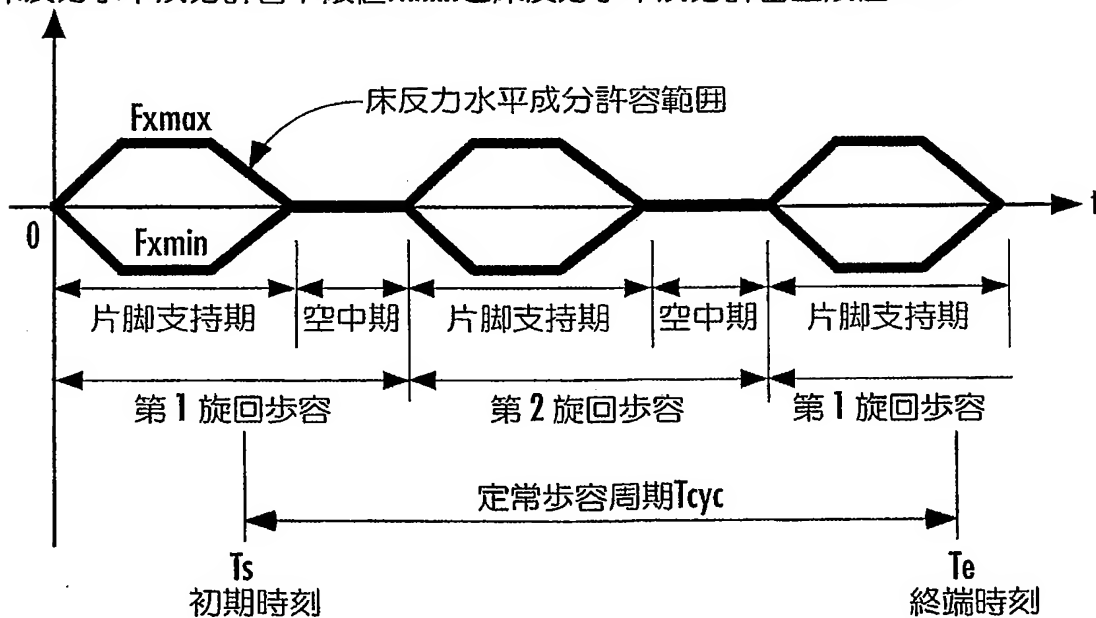 Fxmax
床反力水平成分許容範囲
0
t
Fxmin
片脚支持期 空中期 片脚支持期 空中期 片脚支持期
第1旋回歩容 第2旋回歩容 第1旋回歩容
定常歩容周期Tcyc
Ts Te
初期時刻 終端時刻